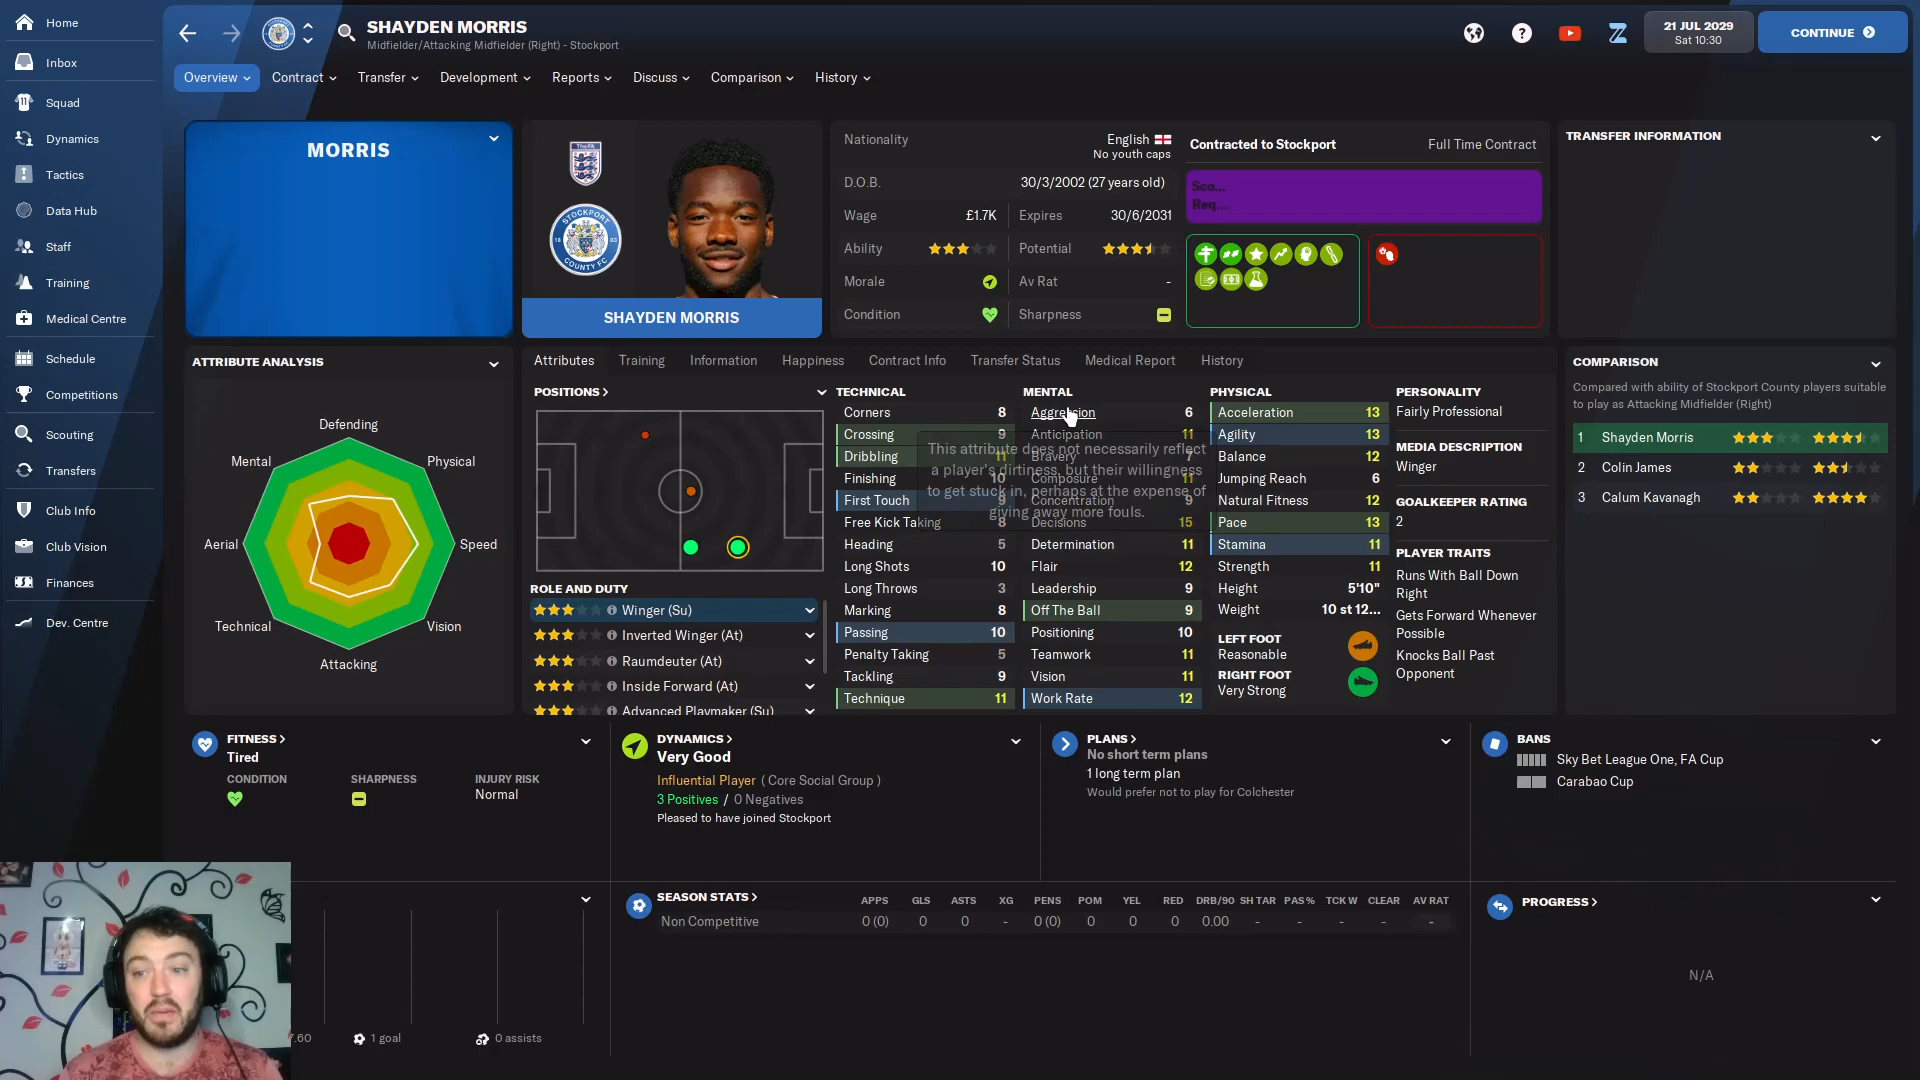 Home
Inbox
Squad
Dynamics
Tactics
Data Hub
Staff
Training
Medical Centre
Schedule
Competitions
Scouting
Transfers
Club Info
Club Vision
Finances
Dev. Centre
SHAYDEN MORRIS
Midfielder/Attacking Midfielder (Right) - Stockport
21 JUL 2029
Sat 10:30
CONTINUE
Overview
Contract
Transfer
Development
Reports
Discuss
Comparison
History
MORRIS
SHAYDEN MORRIS
Nationality English
No youth caps
D.O.B. 30/3/2002 (27 years old)
Wage £1.7K Expires 30/6/2031
Ability Potential
Morale Av Rat -
Condition Sharpness
Contracted to Stockport Full Time Contract
Sco...
Req...
TRANSFER INFORMATION
ATTRIBUTE ANALYSIS
Defending
Mental Physical
Aerial Speed
Technical Vision
Attacking
Attributes Training Information Happiness Contract Info Transfer Status Medical Report History
POSITIONS >
ROLE AND DUTY
Winger (Su)
Inverted Winger (At)
Raumdeuter (At)
Inside Forward (At)
Advanced Playmaker (Su)
TECHNICAL
Corners 8
Crossing 9
Dribbling 11
Finishing 10
First Touch 9
Free Kick Taking 8
Heading 5
Long Shots 10
Long Throws 3
Marking 8
Passing 10
Penalty Taking 5
Tackling 9
Technique 11
MENTAL
Aggression 6
Anticipation 11
Bravery 7
Composure 11
Concentration 9
Decisions 15
Determination 11
Flair 12
Leadership 9
Off The Ball 9
Positioning 10
Teamwork 11
Vision 11
Work Rate 12
This attribute does not necessarily reflect
a player's dirtiness, but their willingness
to get stuck in, perhaps at the expense of
giving away more fouls.
PHYSICAL
Acceleration 13
Agility 13
Balance 12
Jumping Reach 6
Natural Fitness 12
Pace 13
Stamina 11
Strength 11
Height 5'10"
Weight 10 st 12...
LEFT FOOT
Reasonable
RIGHT FOOT
Very Strong
PERSONALITY
Fairly Professional
MEDIA DESCRIPTION
Winger
GOALKEEPER RATING
2
PLAYER TRAITS
Runs With Ball Down
Right
Gets Forward Whenever
Possible
Knocks Ball Past
Opponent
COMPARISON
Compared with ability of Stockport County players suitable
to play as Attacking Midfielder (Right)
1 Shayden Morris
2 Colin James
3 Calum Kavanagh
FITNESS >
Tired
CONDITION SHARPNESS INJURY RISK
Normal
DYNAMICS >
Very Good
Influential Player ( Core Social Group )
3 Positives / 0 Negatives
Pleased to have joined Stockport
PLANS >
No short term plans
1 long term plan
Would prefer not to play for Colchester
BANS
Sky Bet League One, FA Cup
Carabao Cup
7.60 1 goal 0 assists
SEASON STATS > APPS GLS ASTS XG PENS POM YEL RED DRB/90 SH TAR PAS % TCK W CLEAR AV RAT
Non Competitive 0 (0) 0 0 - 0 (0) 0 0 0 0.00 - - - - -
PROGRESS >
N/A